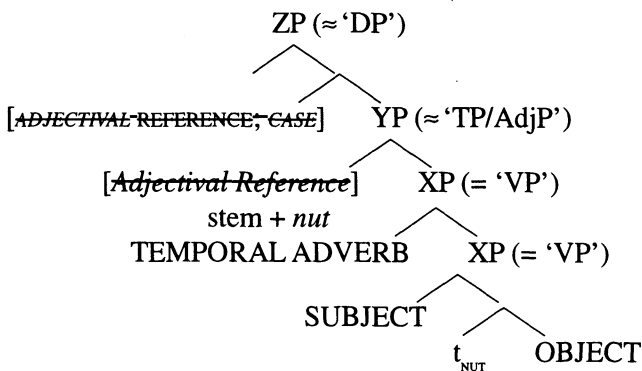 ZP (≈ ‘DP’)
[ADJECTIVAL REFERENCE; CASE] YP (≈ ‘TP/AdjP’)
[Adjectival Reference] XP (= ‘VP’)
stem + nut
TEMPORAL ADVERB XP (= ‘VP’)
SUBJECT
t_NUT OBJECT